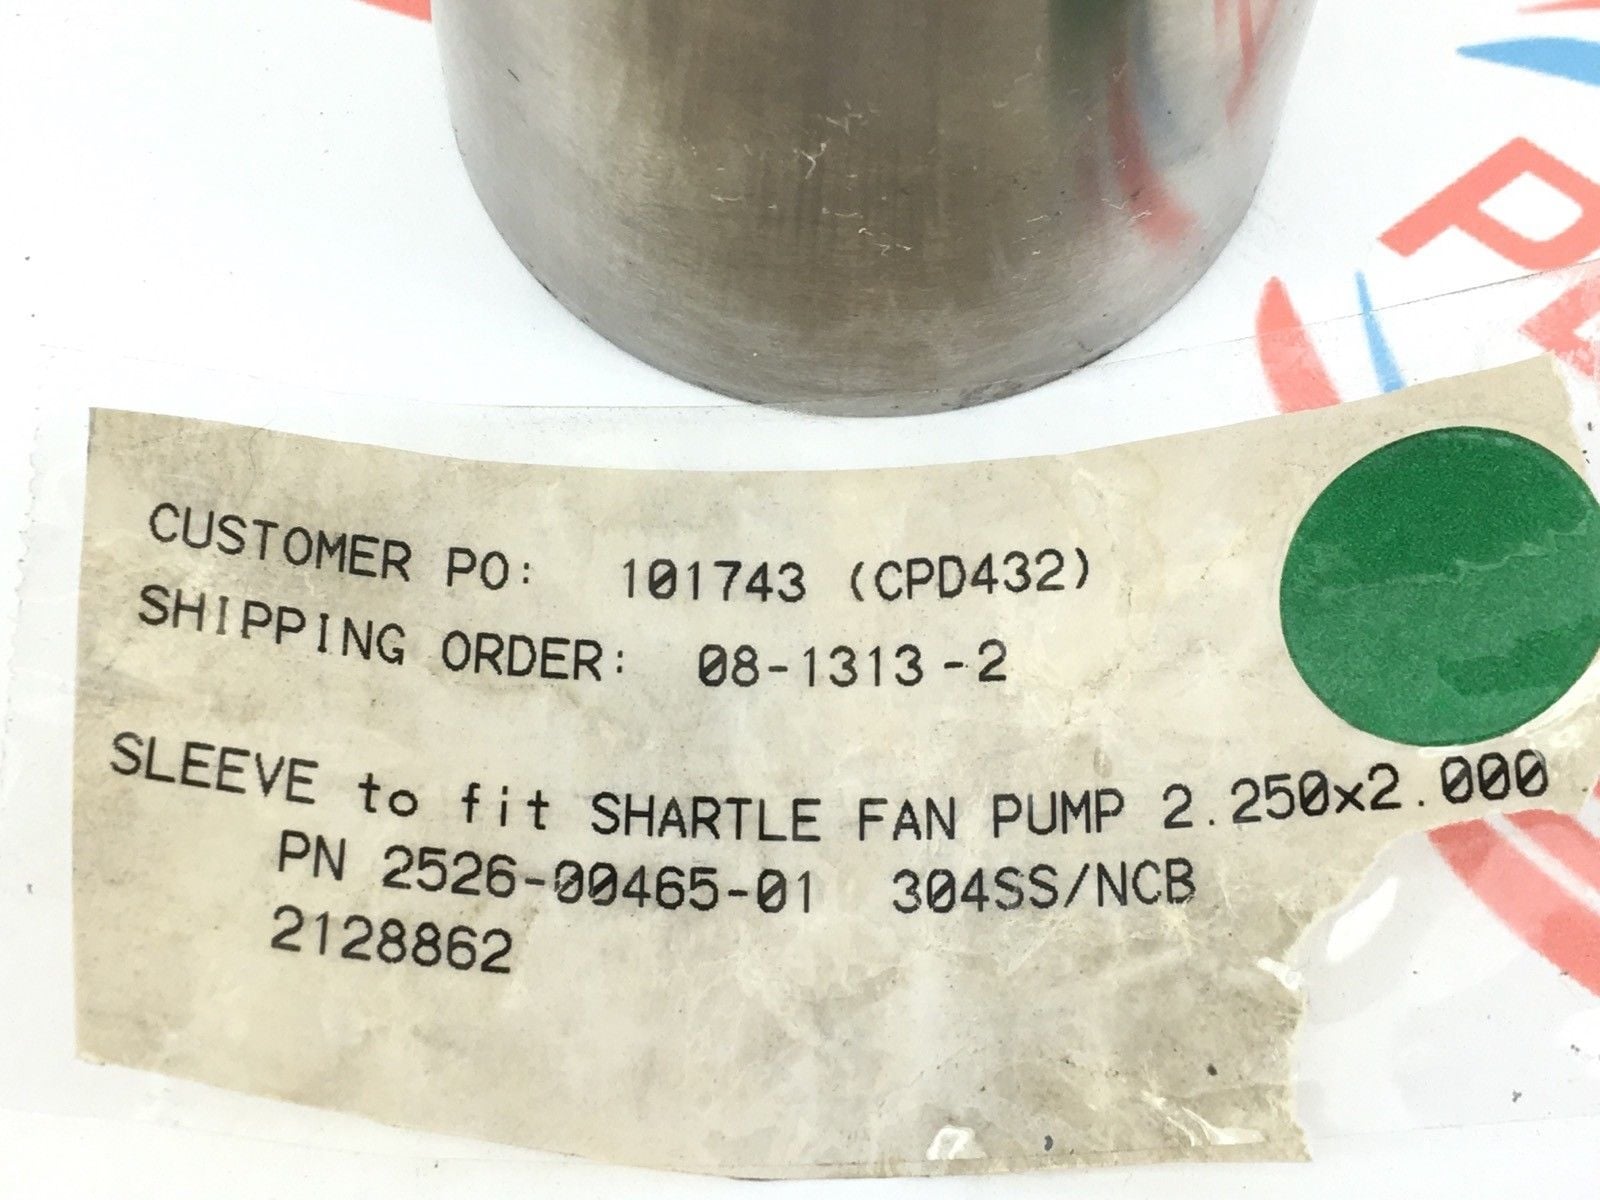 CUSTOMER PO: 101743 (CPD432)
SHIPPING ORDER: 08-1313-2
SLEEVE to fit SHARTLE FAN PUMP 2.250x2.000
PN 2526-00465-01 304SS/NCB
2128862